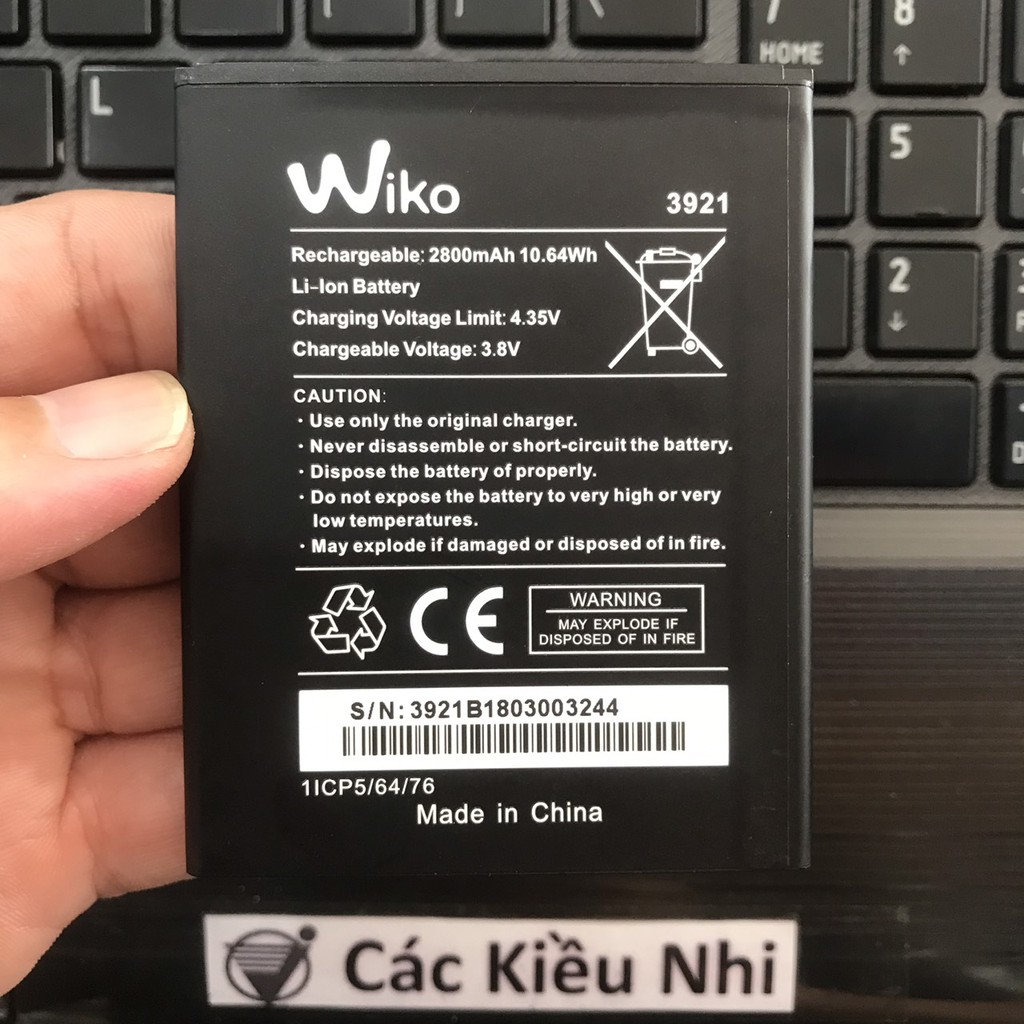 7
HOME
8
↑
L
5
2
↓
Wiko
3921
Rechargeable: 2800mAh 10.64Wh
Li-Ion Battery
Charging Voltage Limit: 4.35V
Chargeable Voltage: 3.8V
CAUTION:
· Use only the original charger.
· Never disassemble or short-circuit the battery.
· Dispose the battery of properly.
· Do not expose the battery to very high or very
low temperatures.
· May explode if damaged or disposed of in fire.
CE
WARNING
MAY EXPLODE IF
DISPOSED OF IN FIRE
S/N: 3921B1803003244
1ICP5/64/76
Made in China
Các Kiều Nhi